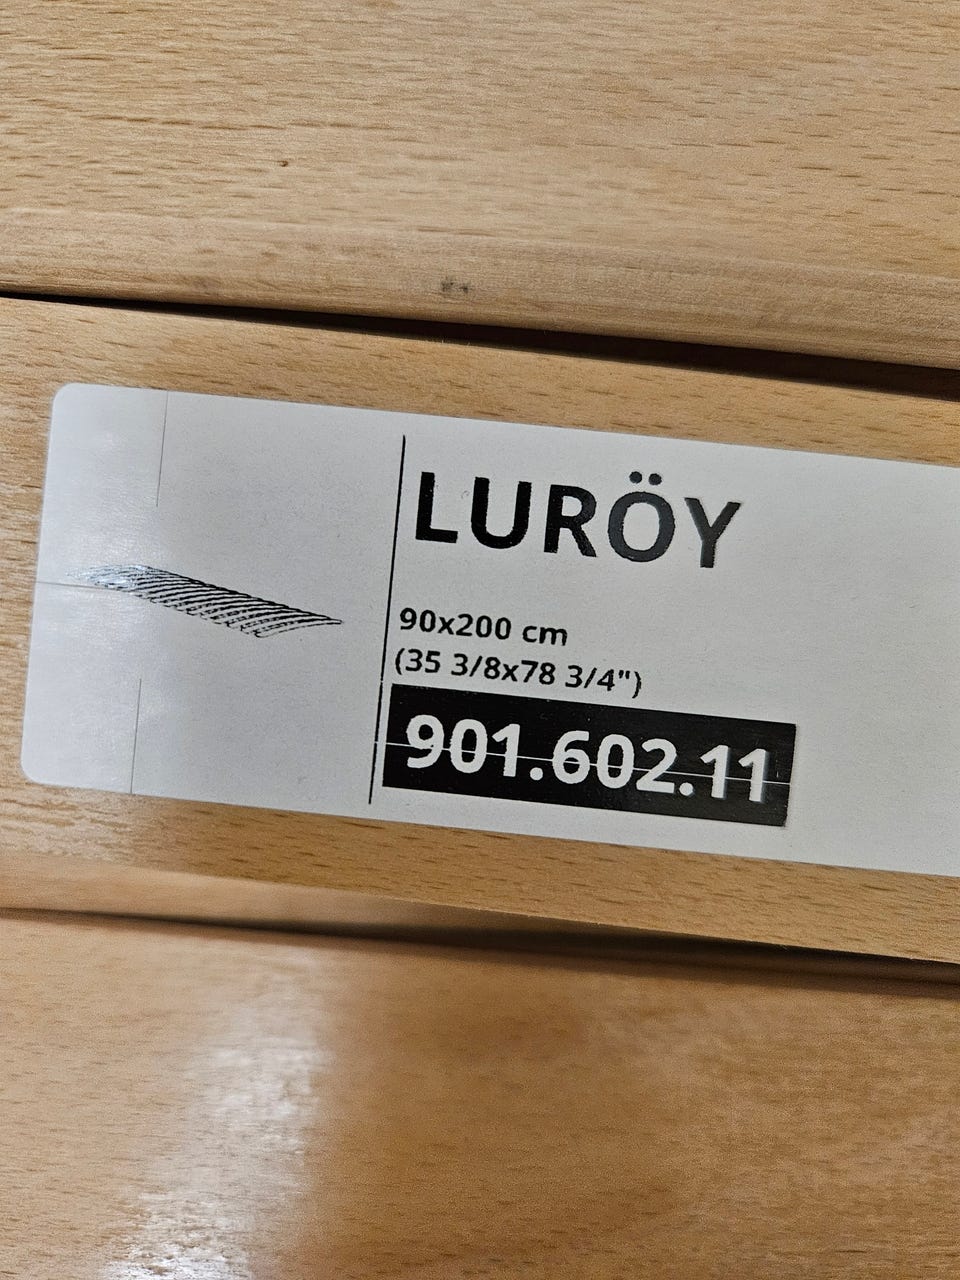 LURÖY
90x200 cm
(35 3/8x78 3/4")
901.602.11